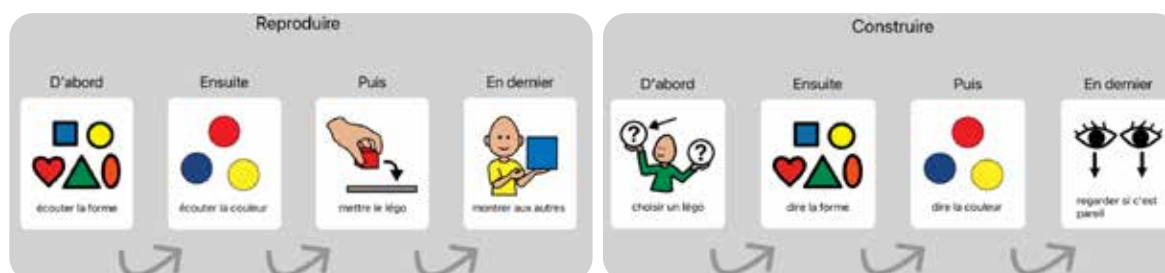 Reproduire
D'abord Ensuite Puis En dernier
écouter la forme écouter la couleur mettre le légo montrer aux autres
Construire
D'abord Ensuite Puis En dernier
choisir un légo dire la forme dire la couleur regarder si c'est
pareil
? ?